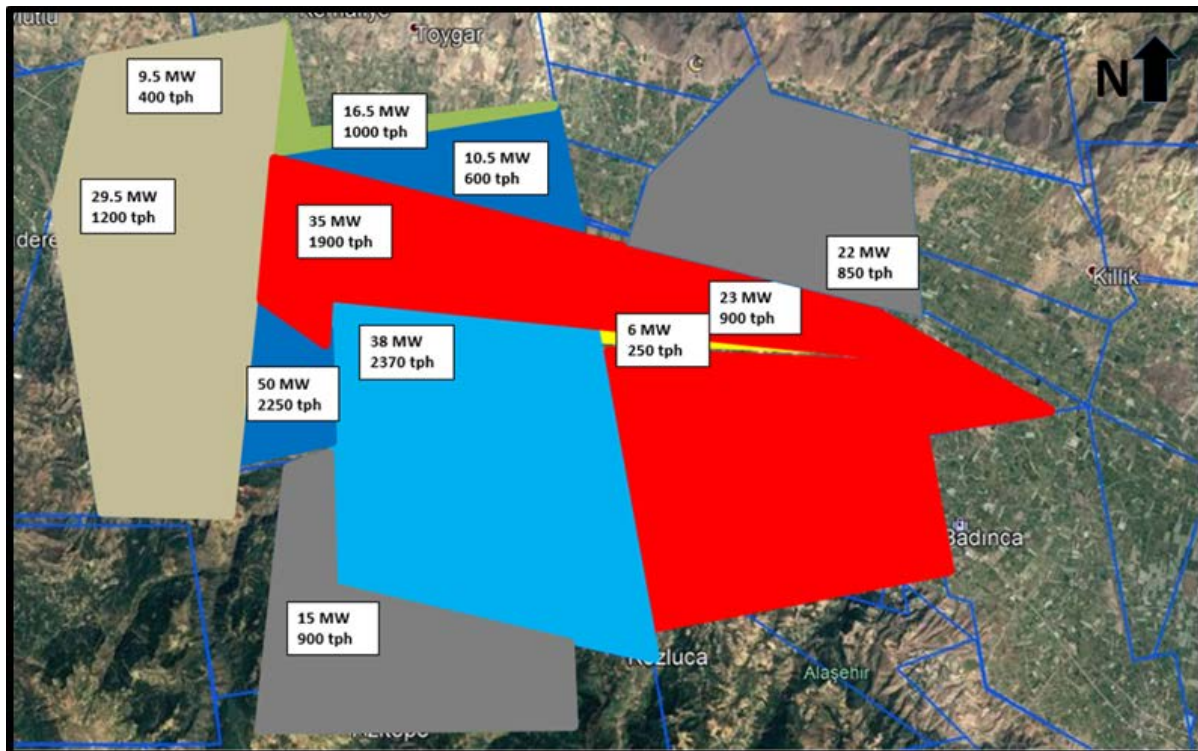 Toygar
N
9.5 MW
400 tph
16.5 MW
1000 tph
10.5 MW
600 tph
29.5 MW
1200 tph
dere
35 MW
1900 tph
22 MW
850 tph
Killik
23 MW
900 tph
6 MW
250 tph
38 MW
2370 tph
50 MW
2250 tph
Badınca
15 MW
900 tph
Kozluca
Alaşehir